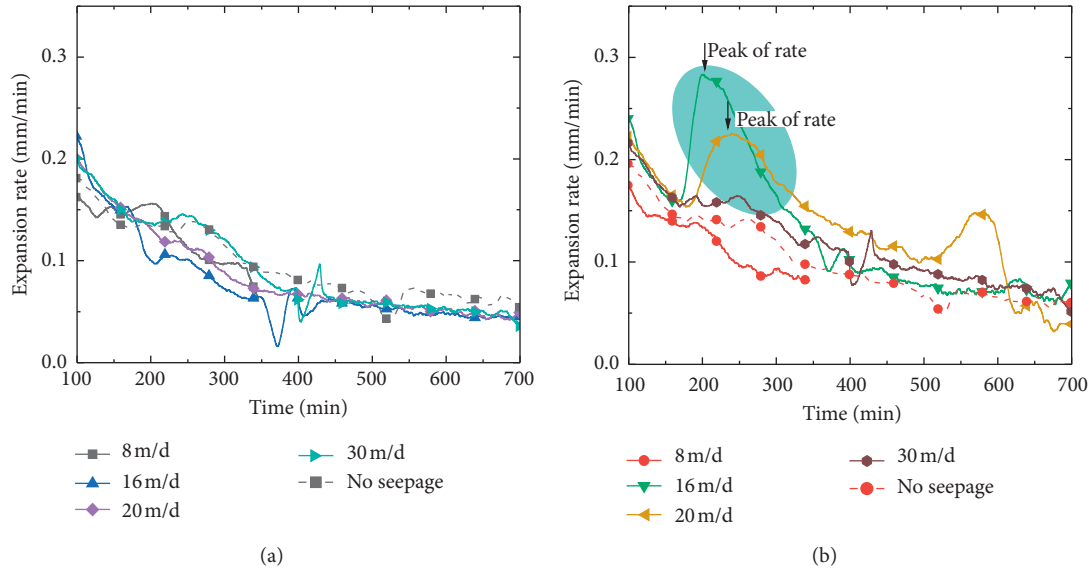 0.3
0.2
0.1
0.0
Expansion rate (mm/min)
100 200 300 400 500 600 700
Time (min)
8 m/d
16 m/d
20 m/d
30 m/d
No seepage
(a)
Peak of rate
Peak of rate
0.3
0.2
0.1
0.0
Expansion rate (mm/min)
100 200 300 400 500 600 700
Time (min)
8 m/d
16 m/d
20 m/d
30 m/d
No seepage
(b)